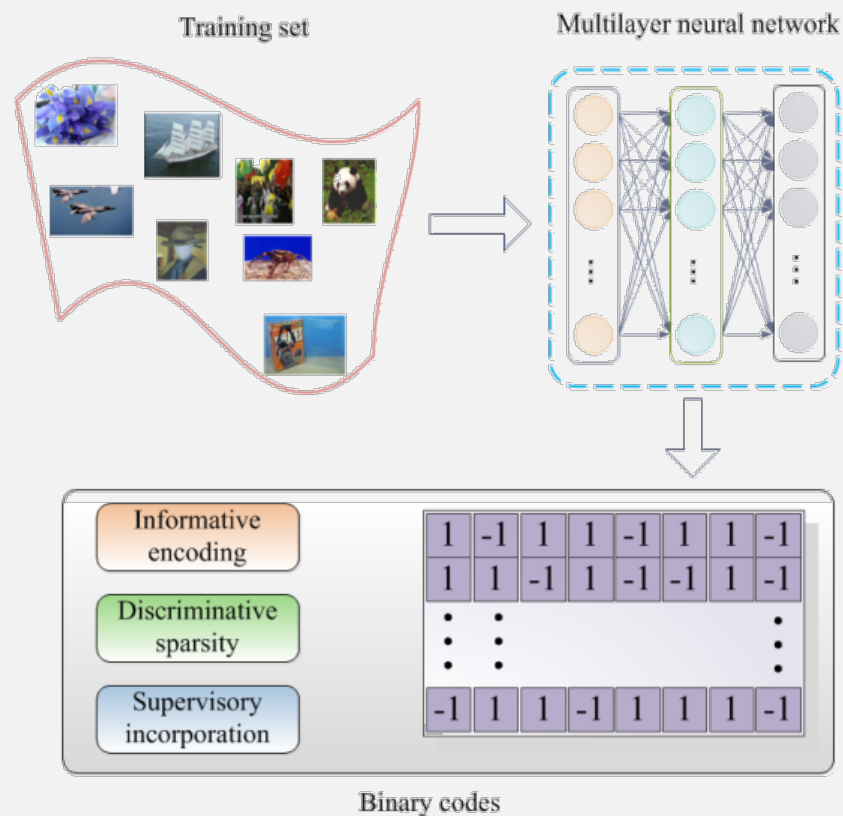 Training set
Multilayer neural network
Informative
encoding
Discriminative
sparsity
Supervisory
incorporation
1 -1 1 1 -1 1 1 -1
1 1 -1 1 - -1 1 -1
-1 1 1 -1 1 1 1 -1
Binary codes